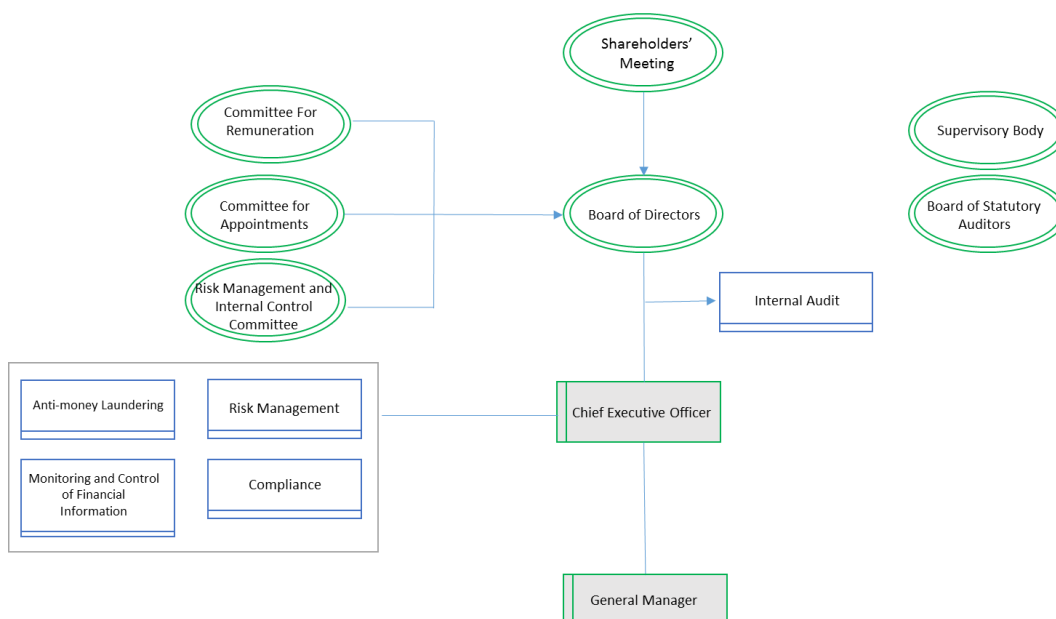 Shareholders’
Meeting
Committee For
Remuneration
Supervisory Body
Committee for
Appointments
Board of Directors
Board of Statutory
Auditors
Risk Management and
Internal Control
Committee
Internal Audit
Anti-money Laundering
Risk Management
Chief Executive Officer
Monitoring and Control
of Financial
Information
Compliance
General Manager